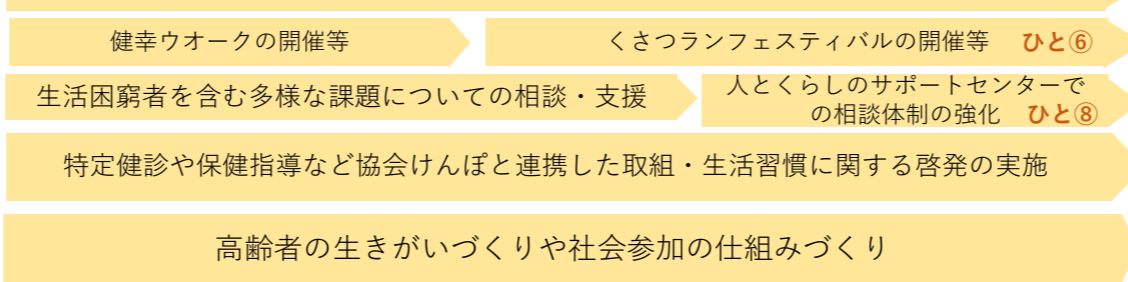 健幸ウオークの開催等
くさつランフェスティバルの開催等 ひと⑥
生活困窮者を含む多様な課題についての相談・支援
人とくらしのサポートセンターで
の相談体制の強化 ひと⑧
特定健診や保健指導など協会けんぽと連携した取組・生活習慣に関する啓発の実施
高齢者の生きがいづくりや社会参加の仕組みづくり